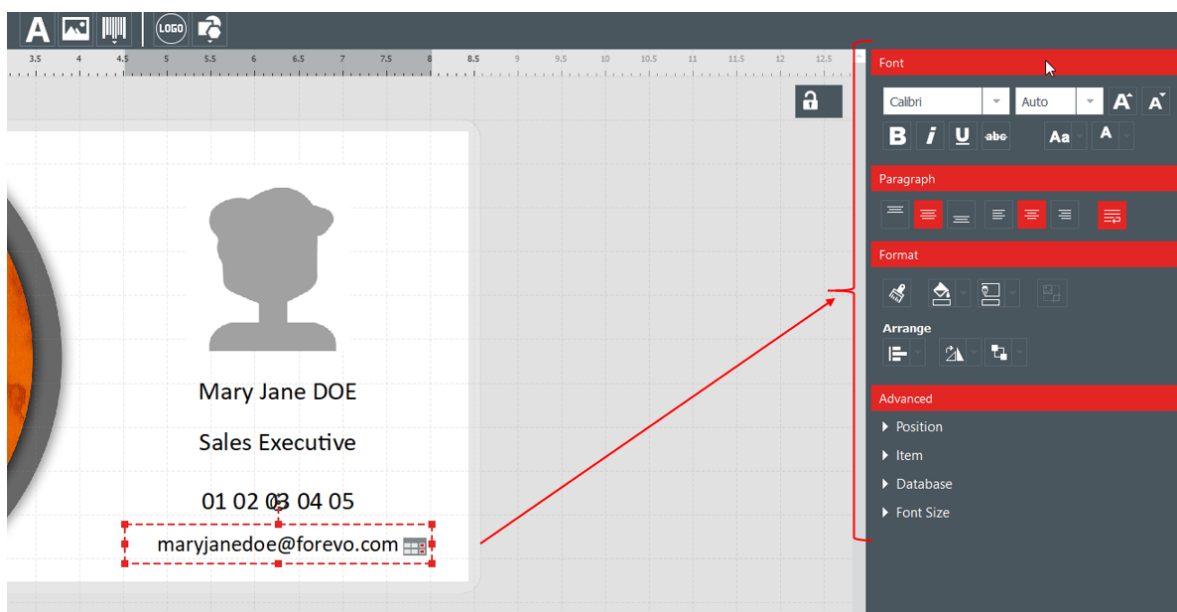 A LOGO
3.5 4 4.5 5 5.5 6 6.5 7 7.5 8 8.5 9 9.5 10 10.5 11 11.5 12 12.5
Font
Calibri Auto A A
B i U abc Aa A
Paragraph
Format
Arrange
Advanced
Position
Item
Database
Font Size
Mary Jane DOE
Sales Executive
01 02 03 04 05
maryjanedoe@forevo.com